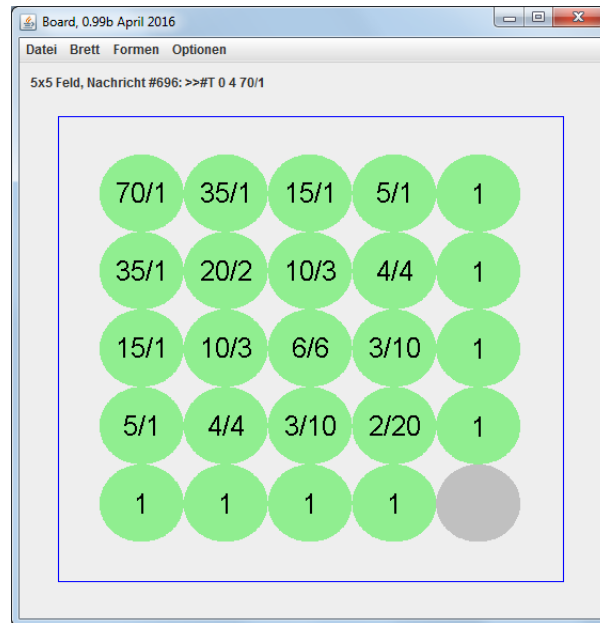 Board, 0.99b April 2016
Datei Brett Formen Optionen
5x5 Feld, Nachricht #696: >>#T 0 4 70/1
70/1 35/1 15/1 5/1 1
35/1 20/2 10/3 4/4 1
15/1 10/3 6/6 3/10 1
5/1 4/4 3/10 2/20 1
1 1 1 1